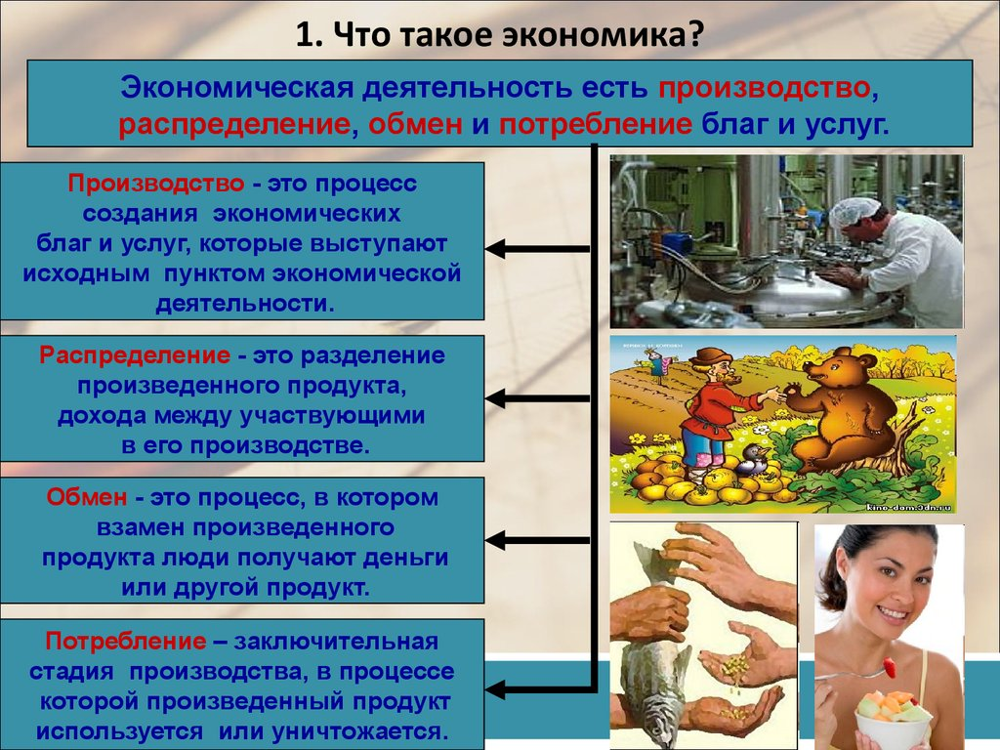 1. Что такое экономика?
Экономическая деятельность есть производство,
распределение, обмен и потребление благ и услуг.
Производство - это процесс
создания экономических
благ и услуг, которые выступают
исходным пунктом экономической
деятельности.
Распределение - это разделение
произведенного продукта,
дохода между участвующими
в его производстве.
Обмен - это процесс, в котором
взамен произведенного
продукта люди получают деньги
или другой продукт.
Потребление – заключительная
стадия производства, в процессе
которой произведенный продукт
используется или уничтожается.
ВЕРШКИ И КОРЕШКИ
kino-dom.3dn.ru